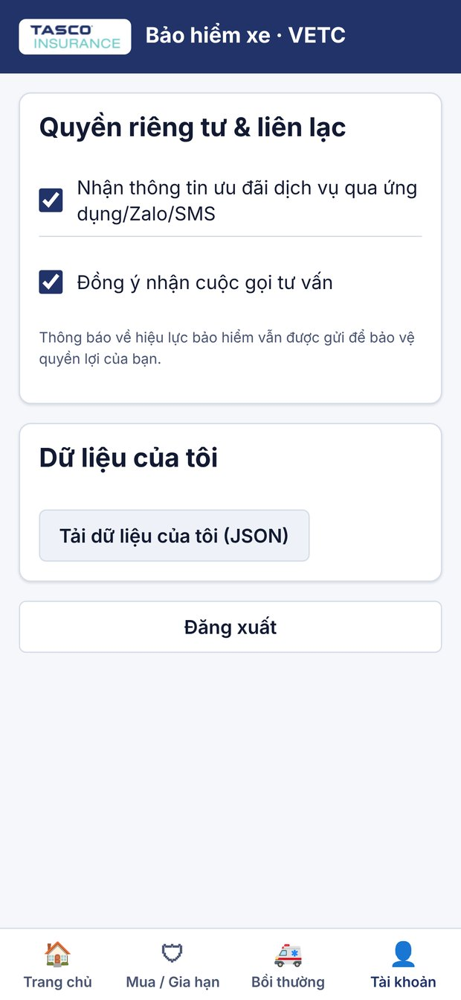 TASCO
INSURANCE
Bảo hiểm xe · VETC
Quyền riêng tư & liên lạc
Nhận thông tin ưu đãi dịch vụ qua ứng
dụng/Zalo/SMS
Đồng ý nhận cuộc gọi tư vấn
Thông báo về hiệu lực bảo hiểm vẫn được gửi để bảo vệ
quyền lợi của bạn.
Dữ liệu của tôi
Tải dữ liệu của tôi (JSON)
Đăng xuất
Trang chủ
Mua / Gia hạn
Bồi thường
Tài khoản